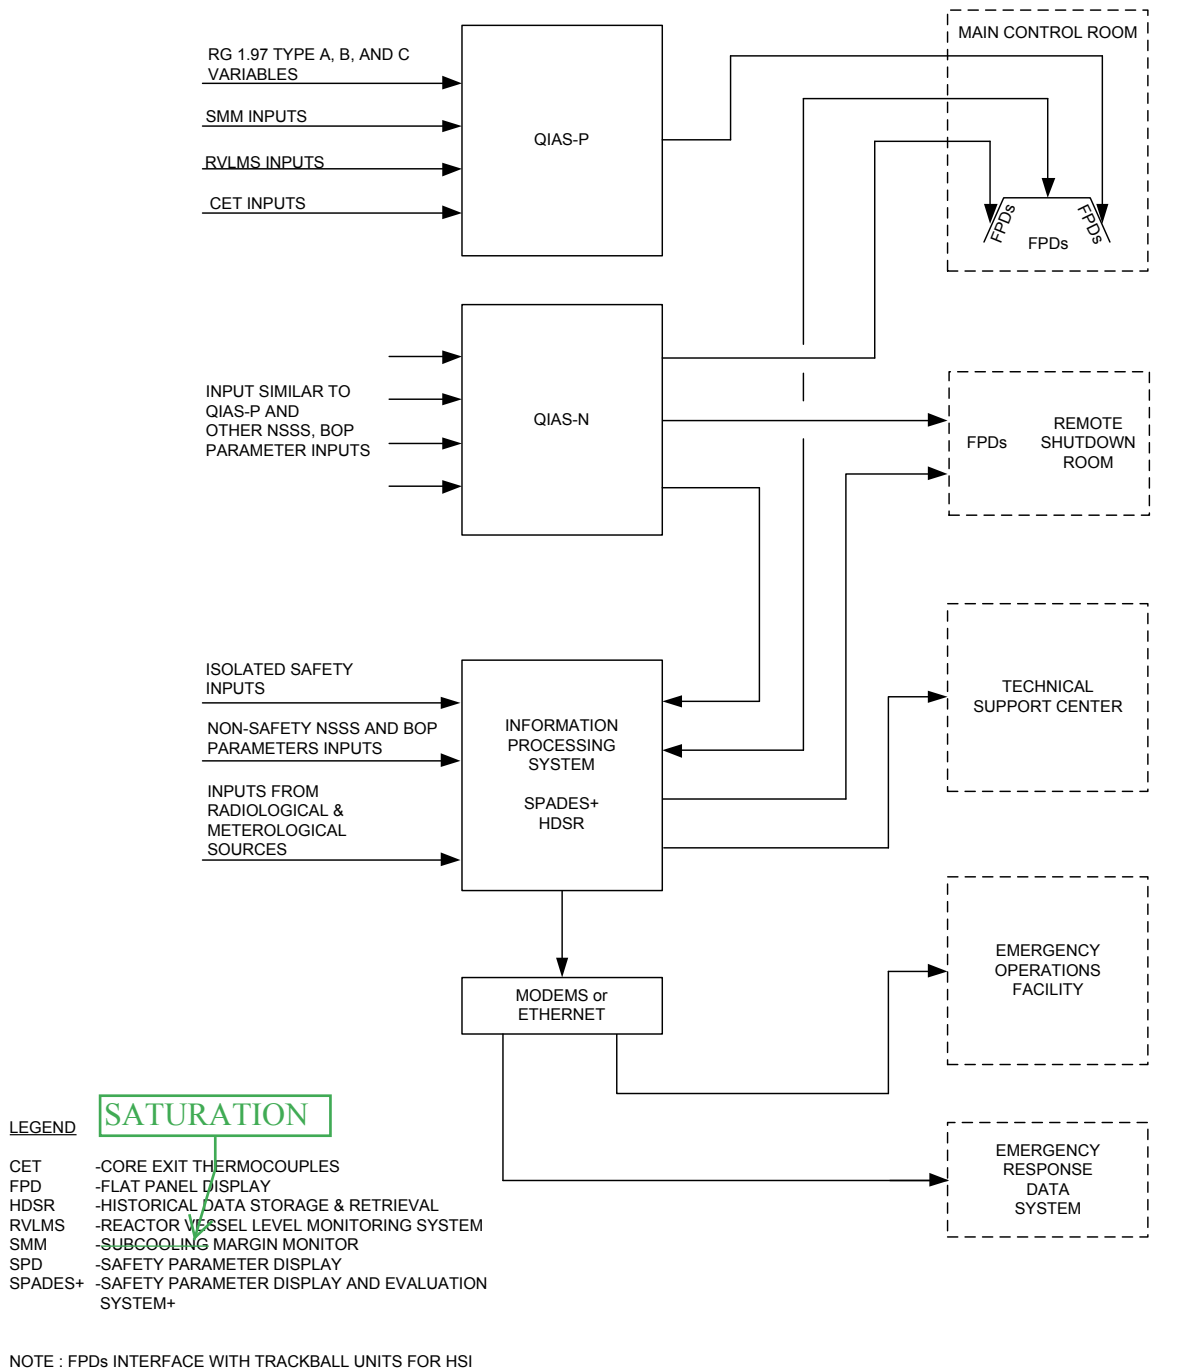 RG 1.97 TYPE A, B, AND C
VARIABLES
SMM INPUTS
RVLMS INPUTS
CET INPUTS
QIAS-P
MAIN CONTROL ROOM
FPDs
FPDs
FPDs
INPUT SIMILAR TO
QIAS-P AND
OTHER NSSS, BOP
PARAMETER INPUTS
QIAS-N
FPDs
REMOTE
SHUTDOWN
ROOM
ISOLATED SAFETY
INPUTS
NON-SAFETY NSSS AND BOP
PARAMETERS INPUTS
INPUTS FROM
RADIOLOGICAL &
METEROLOGICAL
SOURCES
INFORMATION
PROCESSING
SYSTEM
SPADES+
HDSR
TECHNICAL
SUPPORT CENTER
MODEMS or
ETHERNET
EMERGENCY
OPERATIONS
FACILITY
EMERGENCY
RESPONSE
DATA
SYSTEM
SATURATION
LEGEND
CET -CORE EXIT THERMOCOUPLES
FPD -FLAT PANEL DISPLAY
HDSR -HISTORICAL DATA STORAGE & RETRIEVAL
RVLMS -REACTOR VESSEL LEVEL MONITORING SYSTEM
SMM -SUBCOOLING MARGIN MONITOR
SPD -SAFETY PARAMETER DISPLAY
SPADES+ -SAFETY PARAMETER DISPLAY AND EVALUATION
SYSTEM+
NOTE : FPDs INTERFACE WITH TRACKBALL UNITS FOR HSI